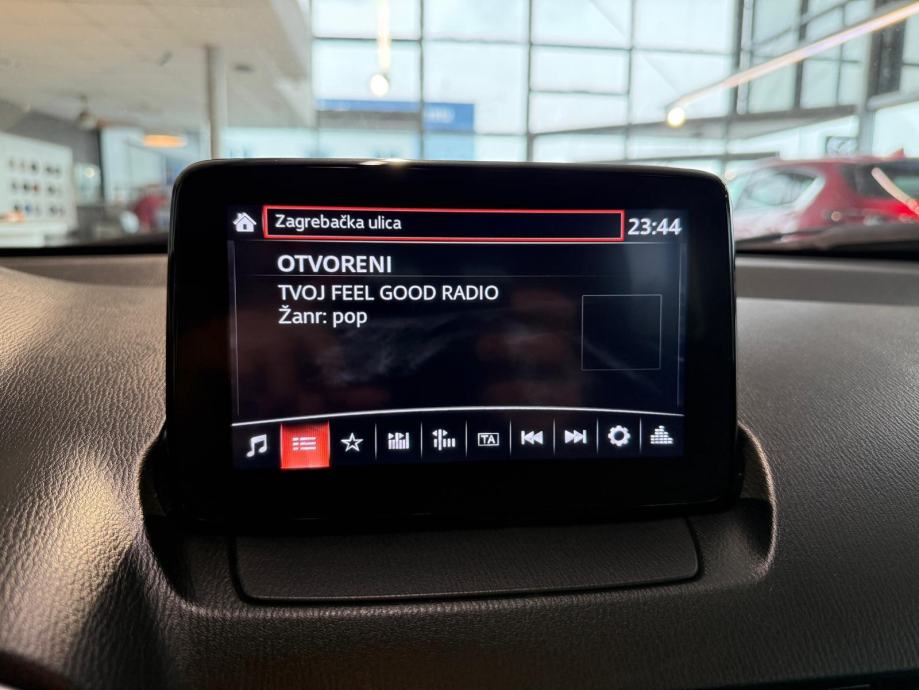 Zagrebačka ulica
23:44
OTVORENI
TVOJ FEEL GOOD RADIO
Žanr: pop
TA